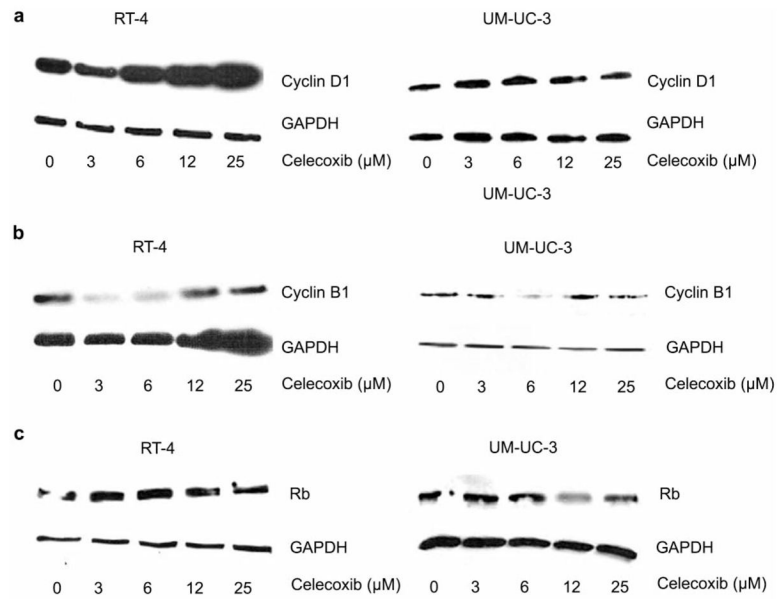 a
RT-4
UM-UC-3
Cyclin D1
Cyclin D1
GAPDH
GAPDH
0 3 6 12 25 Celecoxib (µM)
0 3 6 12 25 Celecoxib (µM)
UM-UC-3
b
RT-4
UM-UC-3
Cyclin B1
Cyclin B1
GAPDH
GAPDH
0 3 6 12 25 Celecoxib (µM)
0 3 6 12 25 Celecoxib (µM)
c
RT-4
UM-UC-3
Rb
Rb
GAPDH
GAPDH
0 3 6 12 25 Celecoxib (µM)
0 3 6 12 25 Celecoxib (µM)